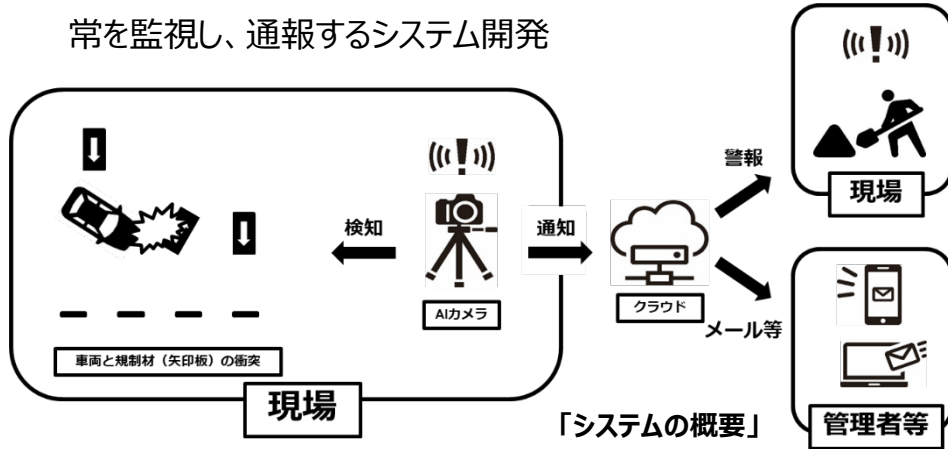 常を監視し、通報するシステム開発
検知
AIカメラ
車両と規制材（矢印板）の衝突
現場
通知
クラウド
警報
現場
メール等
管理者等
「システムの概要」